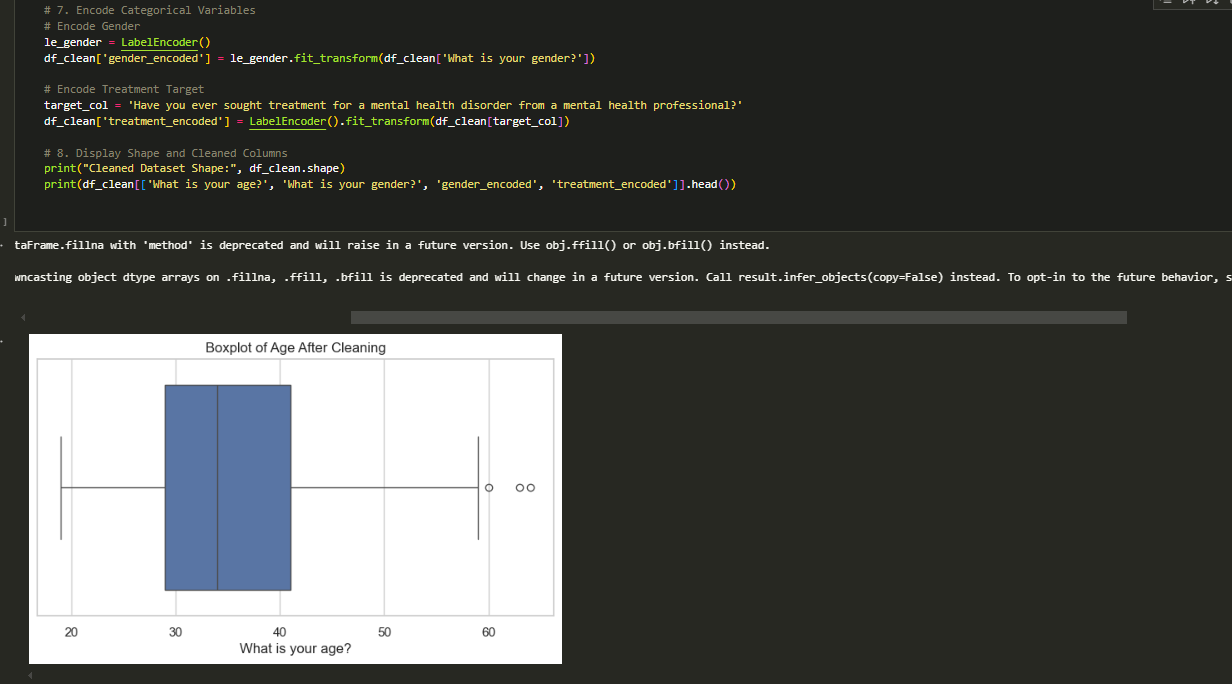 # 7. Encode Categorical Variables
# Encode Gender
le_gender = LabelEncoder()
df_clean['gender_encoded'] = le_gender.fit_transform(df_clean['What is your gender?'])
# Encode Treatment Target
target_col = 'Have you ever sought treatment for a mental health disorder from a mental health professional?'
df_clean['treatment_encoded'] = LabelEncoder().fit_transform(df_clean[target_col])
# 8. Display Shape and Cleaned Columns
print("Cleaned Dataset Shape:", df_clean.shape)
print(df_clean[['What is your age?', 'What is your gender?', 'gender_encoded', 'treatment_encoded']].head())
]
taFrame.fillna with 'method' is deprecated and will raise in a future version. Use obj.ffill() or obj.bfill() instead.
wncasting object dtype arrays on .fillna, .ffill, .bfill is deprecated and will change in a future version. Call result.infer_objects(copy=False) instead. To opt-in to the future behavior, s
Boxplot of Age After Cleaning
20 30 40 50 60
What is your age?